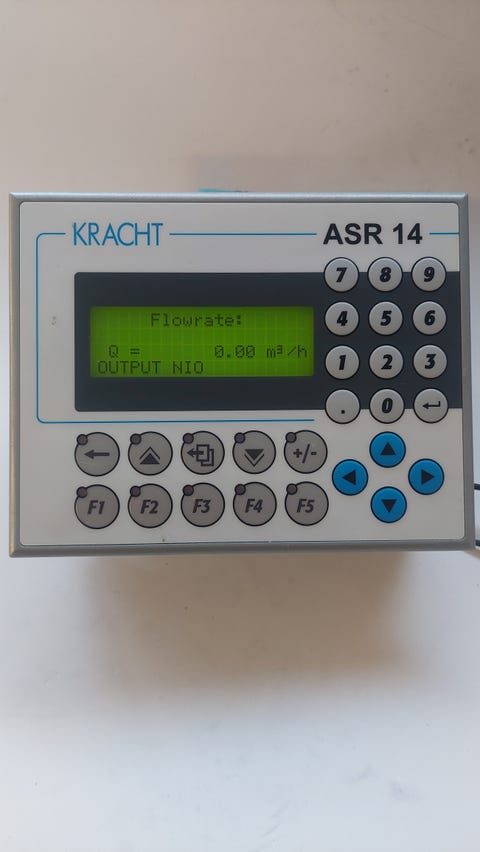 KRACHT
ASR 14
Flowrate:
Q = 0.00 m³/h
OUTPUT NIO
7 8 9
4 5 6
1 2 3
. 0
+/-
F1 F2 F3 F4 F5